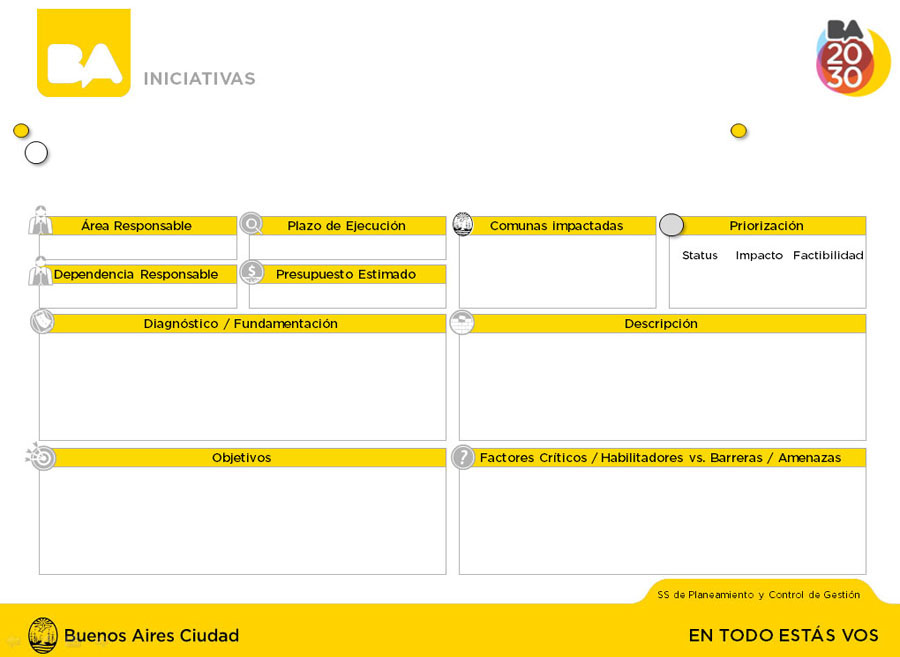 BA
INICIATIVAS
BA
20
30
Área Responsable
Plazo de Ejecución
Comunas impactadas
Priorización
Status Impacto Factibilidad
Dependencia Responsable
Presupuesto Estimado
Diagnóstico / Fundamentación
Descripción
Objetivos
Factores Críticos / Habilitadores vs. Barreras / Amenazas
SS de Planeamiento y Control de Gestión
Buenos Aires Ciudad
EN TODO ESTÁS VOS